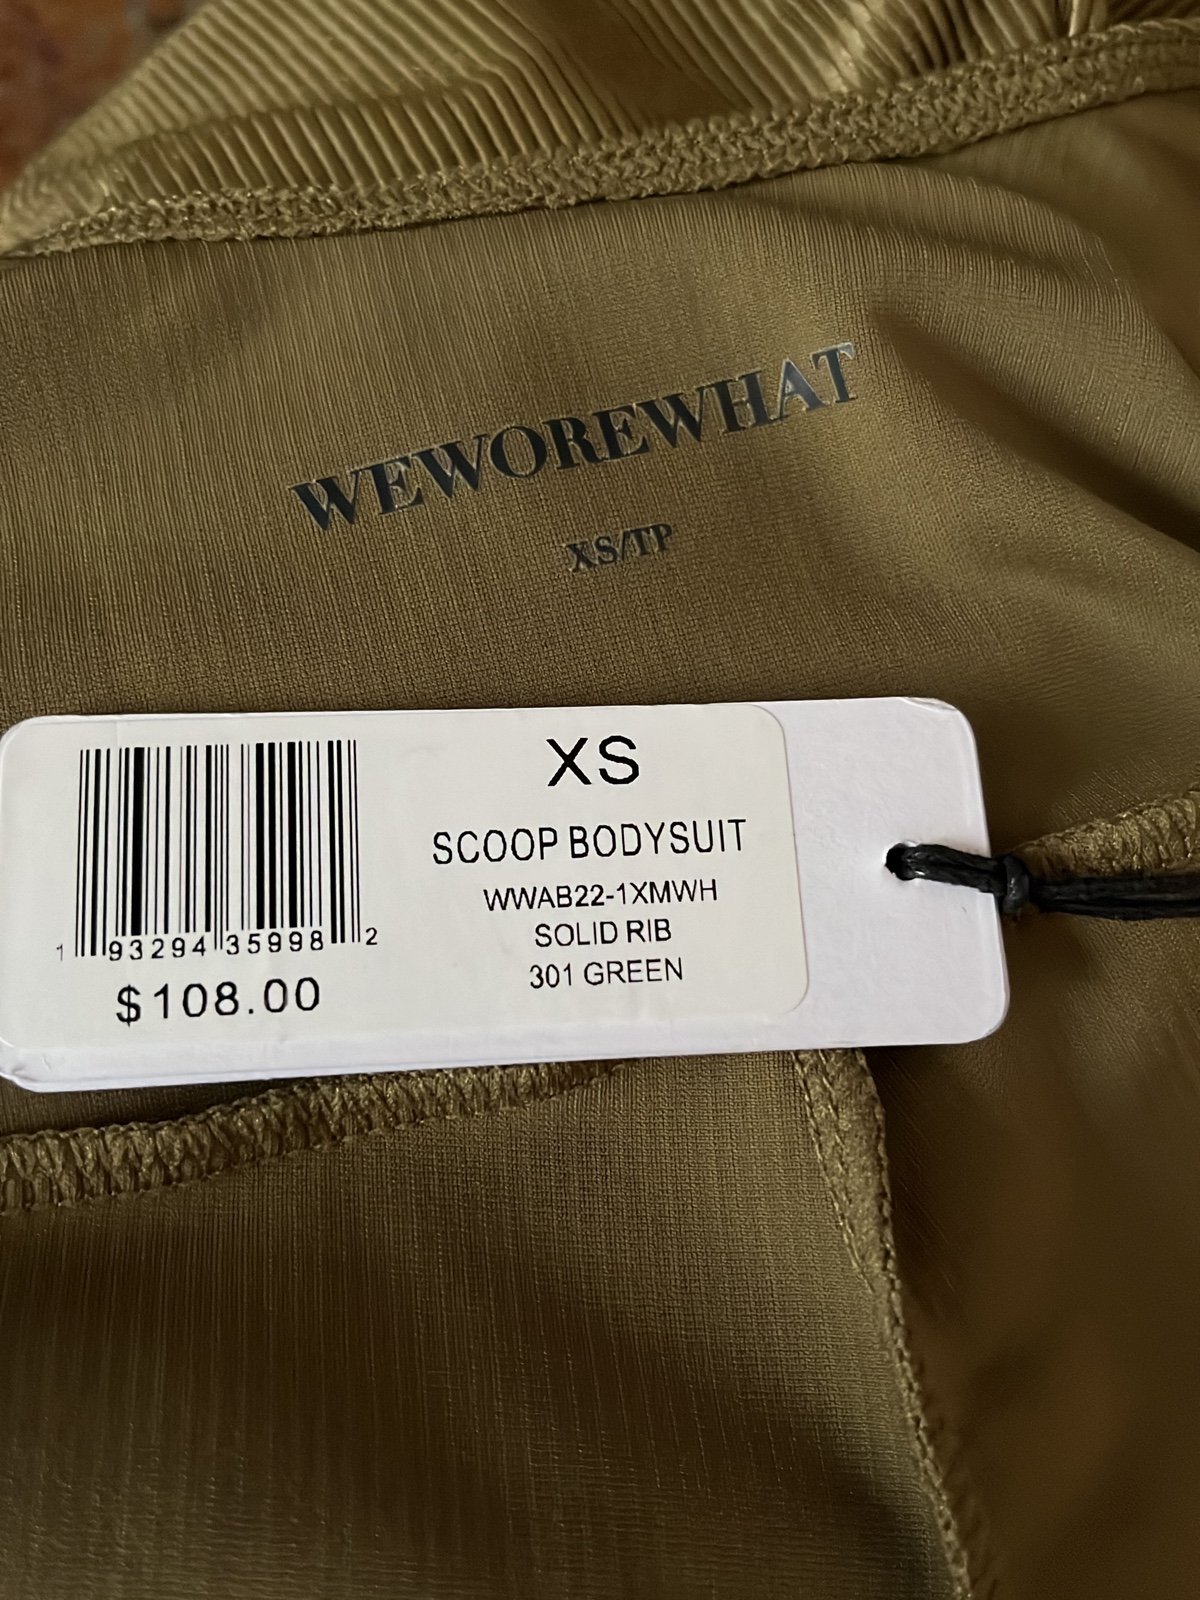 WEWOREWHAT
XS/TP
XS
SCOOP BODYSUIT
WWAB22-1XMWH
SOLID RIB
301 GREEN
1 93294 35998 2
$108.00